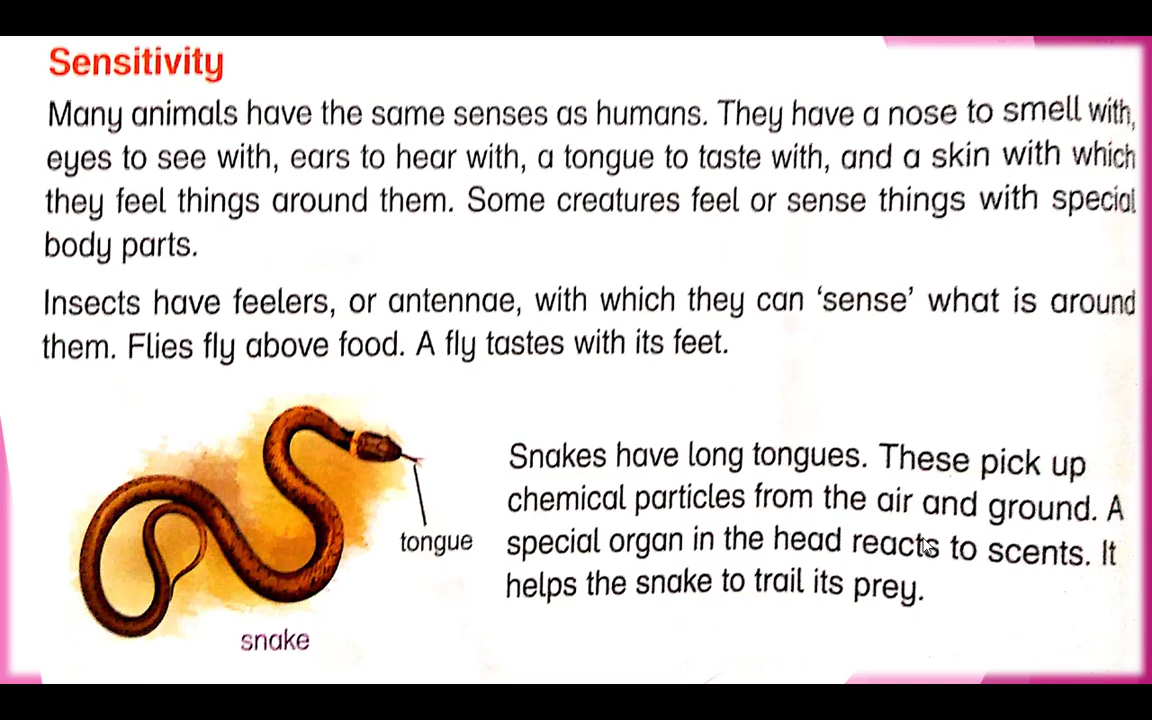 Sensitivity
Many animals have the same senses as humans. They have a nose to smell with,
eyes to see with, ears to hear with, a tongue to taste with, and a skin with which
they feel things around them. Some creatures feel or sense things with special
body parts.
Insects have feelers, or antennae, with which they can ‘sense’ what is around
them. Flies fly above food. A fly tastes with its feet.
Snakes have long tongues. These pick up
chemical particles from the air and ground. A
special organ in the head reacts to scents. It
helps the snake to trail its prey.
tongue
snake